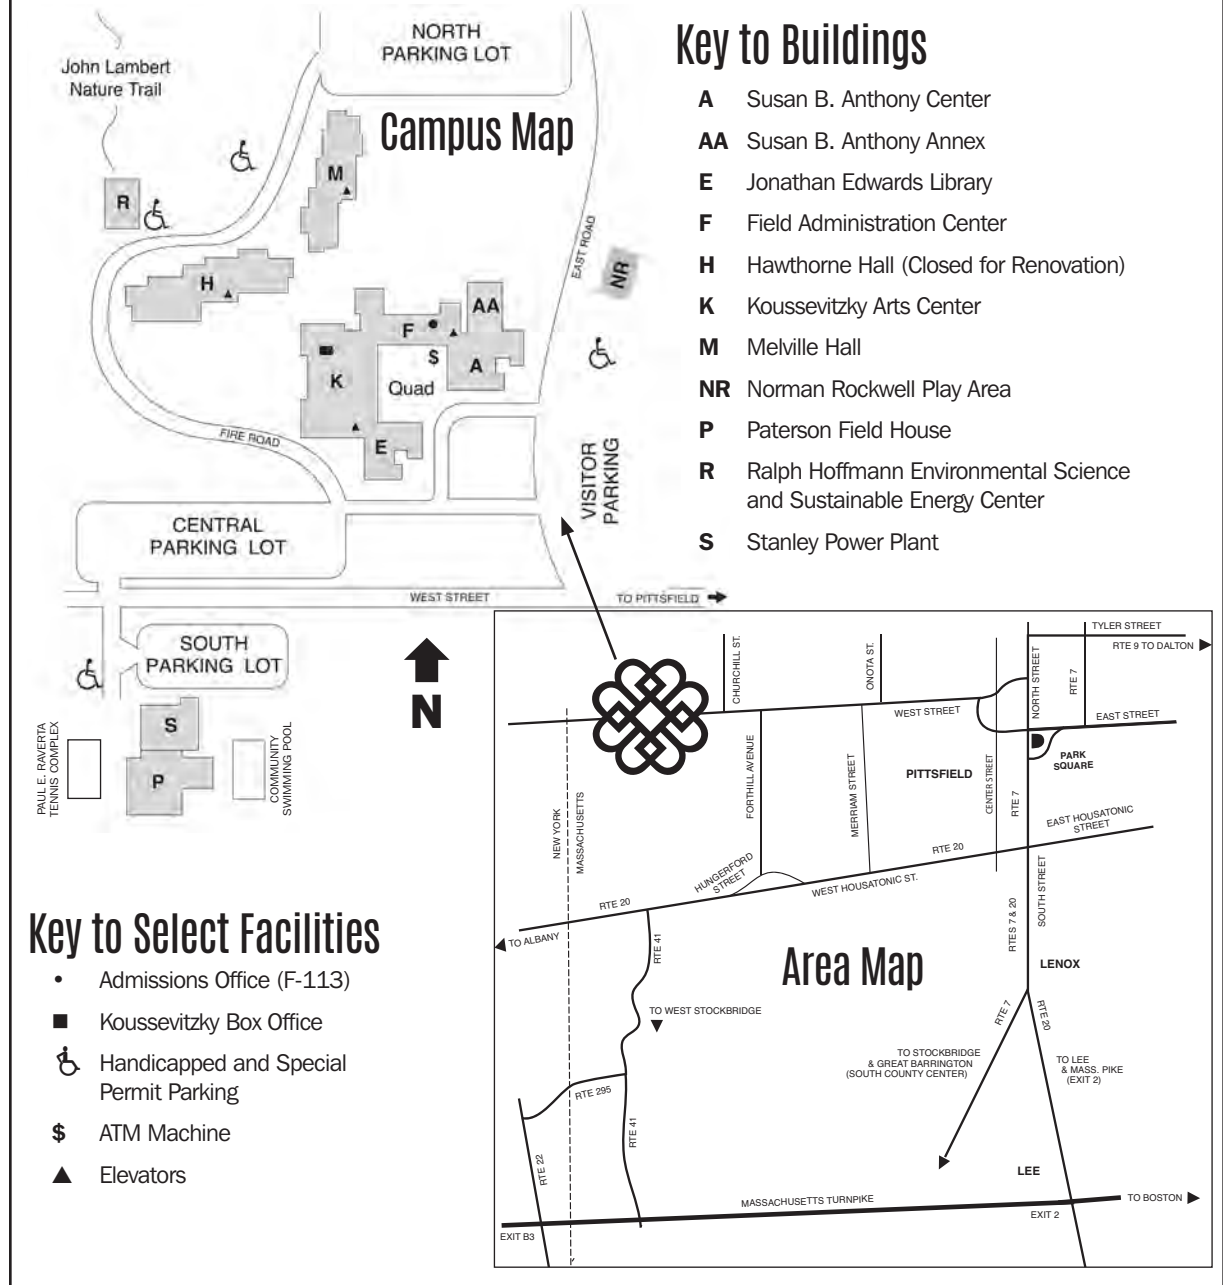 NORTH
PARKING LOT
John Lambert
Nature Trail
Campus Map
M
R
H
EAST ROAD
NR
AA
F
$
A
K
Quad
E
FIRE ROAD
VISITOR
PARKING
CENTRAL
PARKING LOT
WEST STREET
TO PITTSFIELD
SOUTH
PARKING LOT
N
S
P
PAUL E. RAVERTA
TENNIS COMPLEX
COMMUNITY
SWIMMING POOL
Key to Buildings
A Susan B. Anthony Center
AA Susan B. Anthony Annex
E Jonathan Edwards Library
F Field Administration Center
H Hawthorne Hall (Closed for Renovation)
K Koussevitzky Arts Center
M Melville Hall
NR Norman Rockwell Play Area
P Paterson Field House
R Ralph Hoffmann Environmental Science
and Sustainable Energy Center
S Stanley Power Plant
Key to Select Facilities
• Admissions Office (F-113)
■ Koussevitzky Box Office
Handicapped and Special
Permit Parking
$ ATM Machine
▲ Elevators
TYLER STREET
RTE 9 TO DALTON
CHURCHILL ST.
ONOTA ST.
NORTH STREET
RTE 7
WEST STREET
EAST STREET
PARK
SQUARE
PITTSFIELD
CENTER STREET
RTE 7
FORTHILL AVENUE
MERRIAM STREET
EAST HOUSATONIC
STREET
NEW YORK
MASSACHUSETTS
HUNGERFORD
STREET
RTE 20
WEST HOUSATONIC ST.
RTE 20
TO ALBANY
RTE 41
RTES 7 & 20
SOUTH STREET
Area Map
LENOX
TO WEST STOCKBRIDGE
RTE 7
RTE 20
TO STOCKBRIDGE
& GREAT BARRINGTON
(SOUTH COUNTY CENTER)
TO LEE
& MASS. PIKE
(EXIT 2)
RTE 295
RTE 41
RTE 22
LEE
MASSACHUSETTS TURNPIKE
TO BOSTON
EXIT 2
EXIT B3